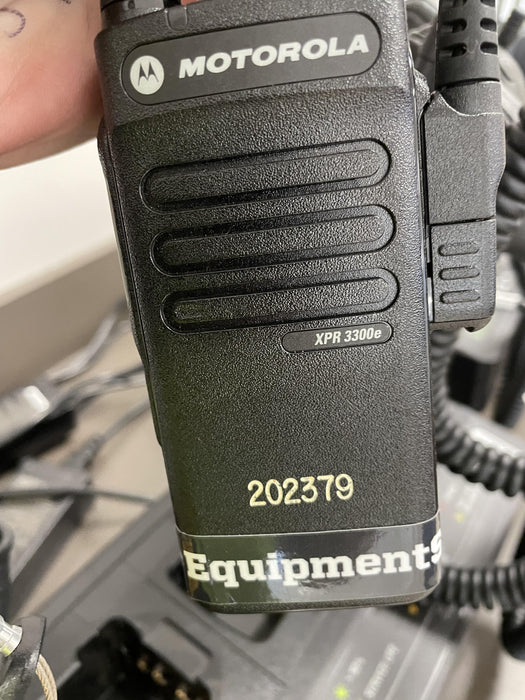 MOTOROLA
XPR 3300e
202379
Equipments